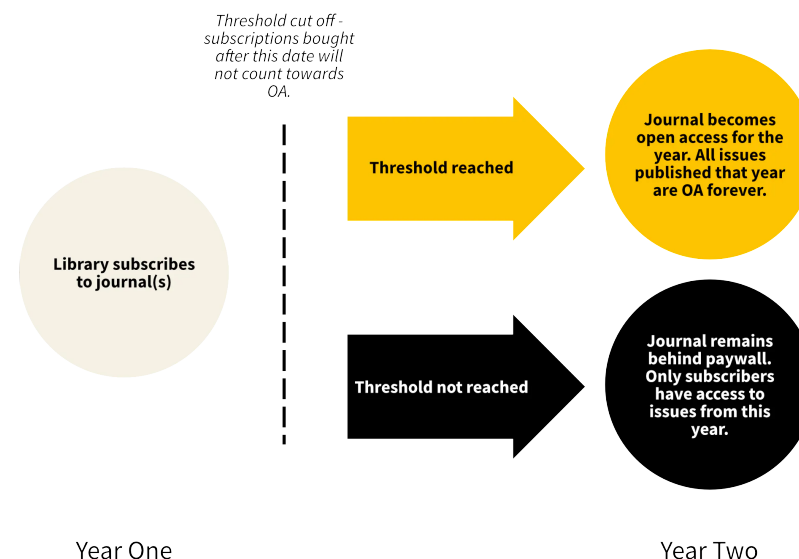 Threshold cut off -
subscriptions bought
after this date will
not count towards
OA.
Library subscribes
to journal(s)
Threshold reached
Journal becomes
open access for the
year. All issues
published that year
are OA forever.
Threshold not reached
Journal remains
behind paywall.
Only subscribers
have access to
issues from this
year.
Year One
Year Two